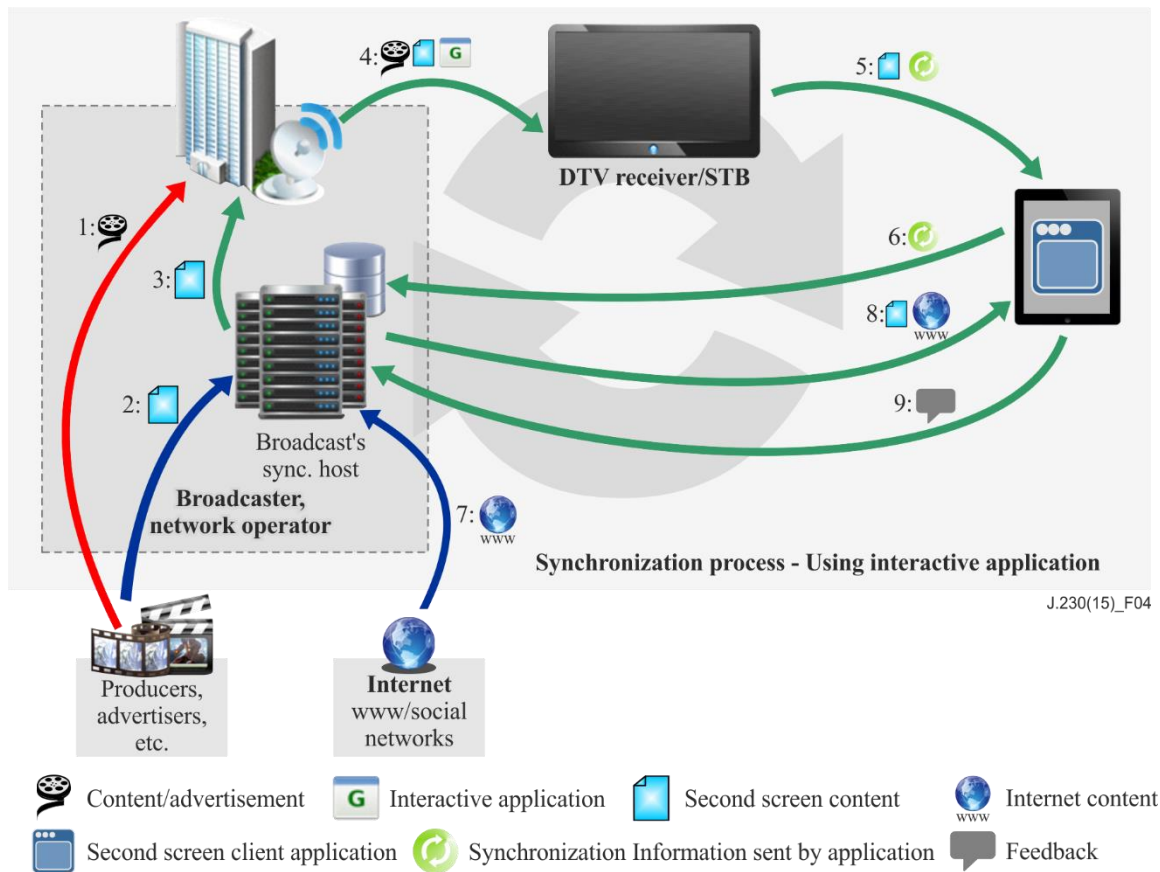 4:
G
5:
DTV receiver/STB
1:
3:
6:
8:
www
2:
9:
Broadcast's
sync. host
Broadcaster,
network operator
7:
www
Synchronization process - Using interactive application
J.230(15)_F04
Producers,
advertisers,
etc.
Internet
www/social
networks
Content/advertisement
G
Interactive application
Second screen content
www
Internet content
Second screen client application
Synchronization Information sent by application
Feedback